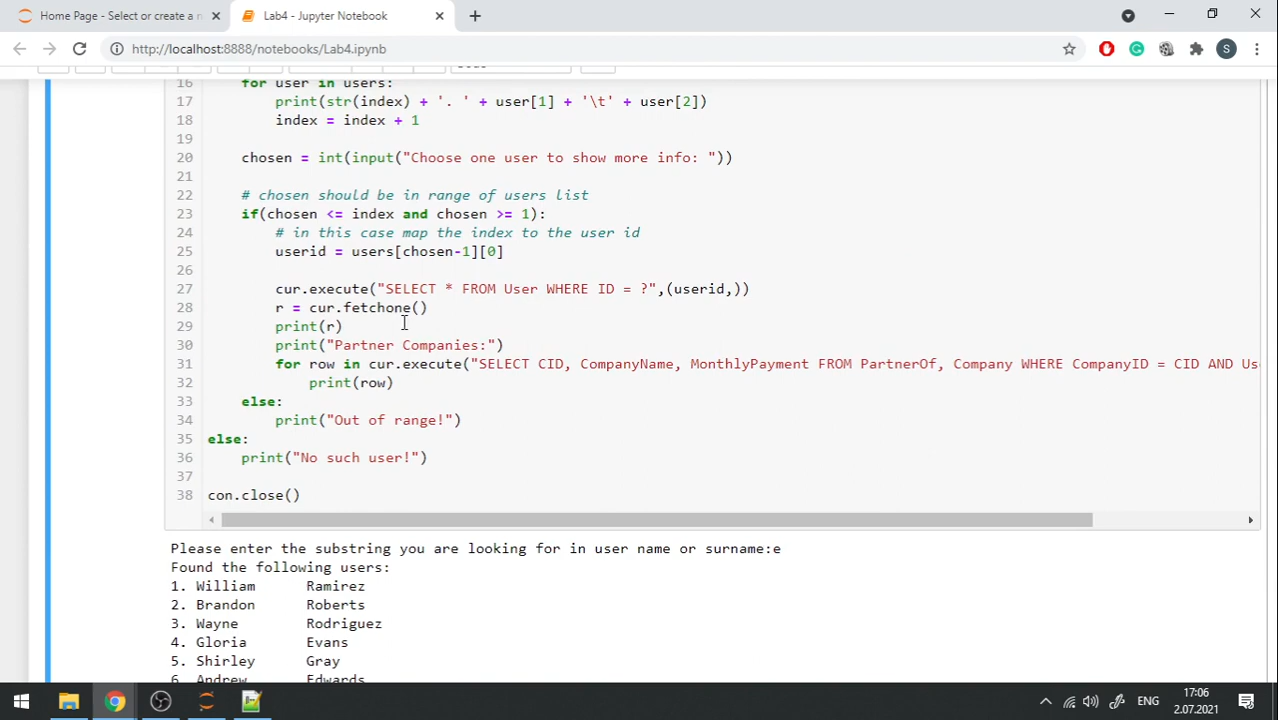 Home Page - Select or create a n
Lab4 - Jupyter Notebook
http://localhost:8888/notebooks/Lab4.ipynb
S
16 for user in users:
17 print(str(index) + '. ' + user[1] + '\t' + user[2])
18 index = index + 1
19
20 chosen = int(input("Choose one user to show more info: "))
21
22 # chosen should be in range of users list
23 if(chosen <= index and chosen >= 1):
24 # in this case map the index to the user id
25 userid = users[chosen-1][0]
26
27 cur.execute("SELECT * FROM User WHERE ID = ?",(userid,))
28 r = cur.fetchone()
29 print(r)
30 print("Partner Companies:")
31 for row in cur.execute("SELECT CID, CompanyName, MonthlyPayment FROM PartnerOf, Company WHERE CompanyID = CID AND Us
32 print(row)
33 else:
34 print("Out of range!")
35 else:
36 print("No such user!")
37
38 con.close()
Please enter the substring you are looking for in user name or surname:e
Found the following users:
1. William Ramirez
2. Brandon Roberts
3. Wayne Rodriguez
4. Gloria Evans
5. Shirley Gray
6. Andrew Edwards
ENG
17:06
2.07.2021